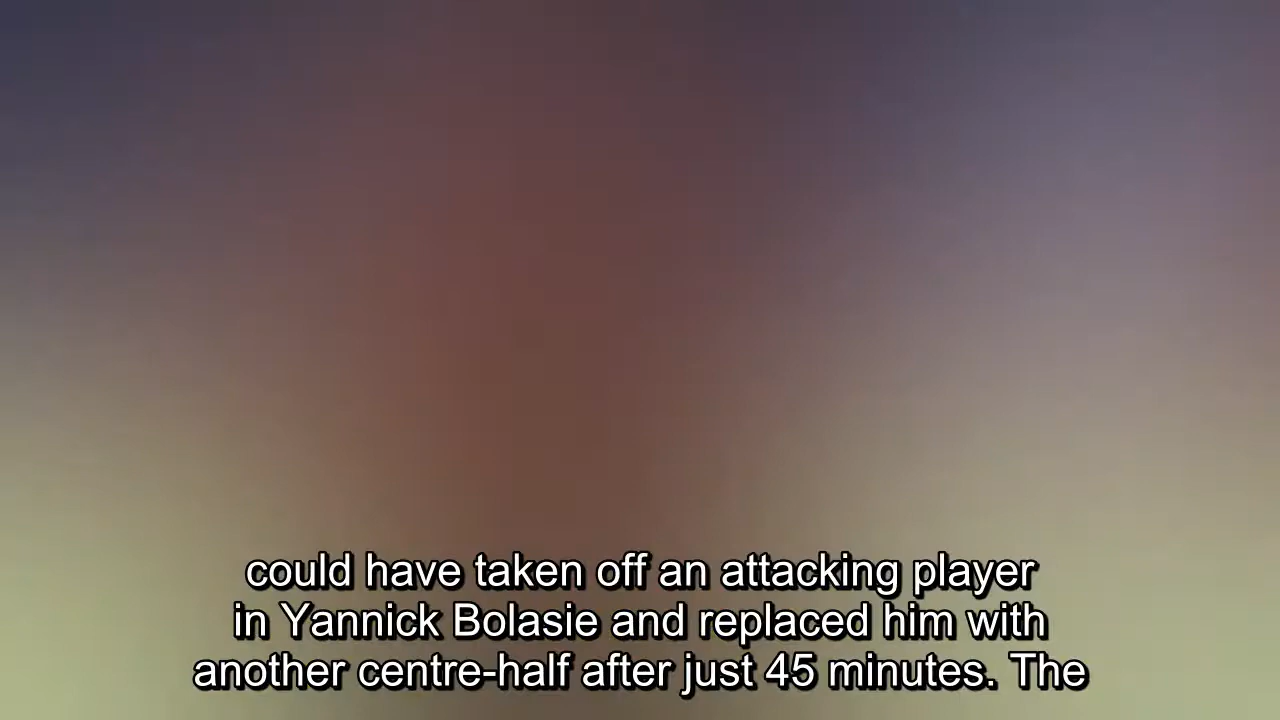 could have taken off an attacking player
in Yannick Bolasie and replaced him with
another centre-half after just 45 minutes. The